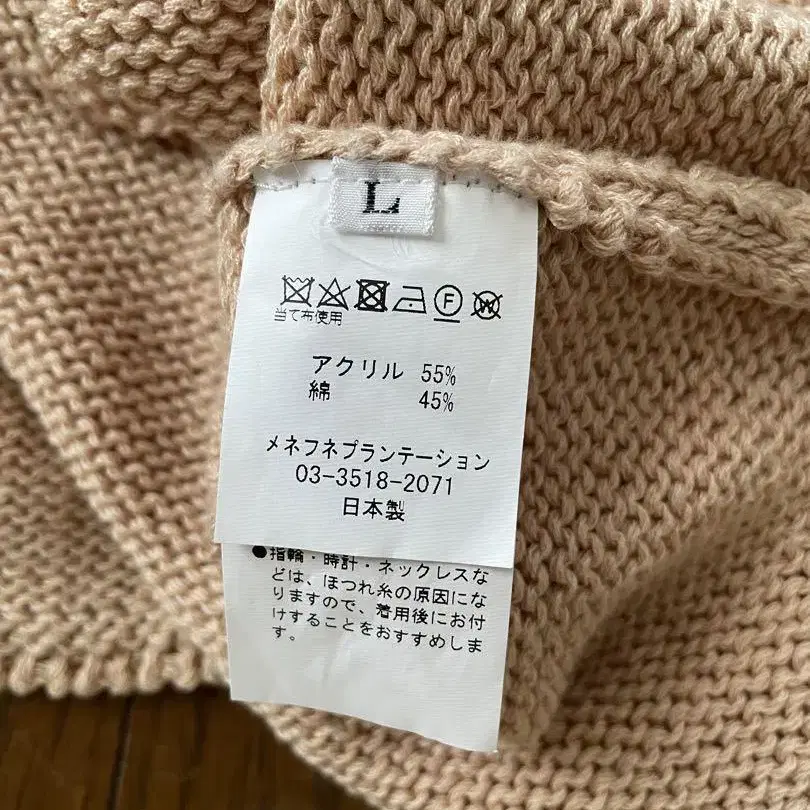 L
F W
当て布使用
アクリル 55%
綿 45%
メネフネプランテーション
03-3518-2071
日本製
●指輪・時計・ネックレスな
どは、ほつれ糸の原因にな
りますので、着用後にお付
けすることをおすすめしま
す。